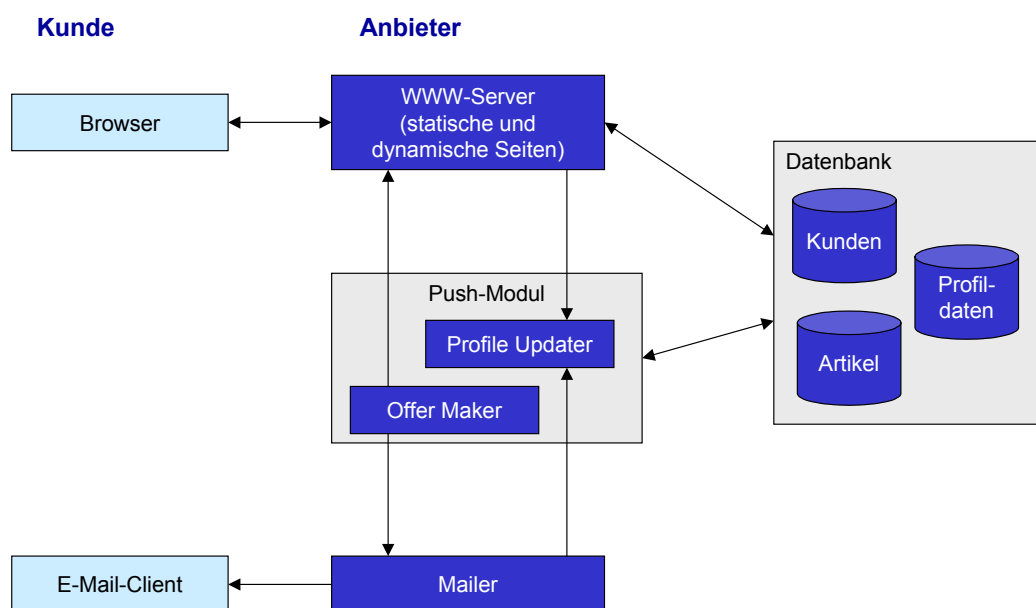 Kunde
Anbieter
WWW-Server
(statische und
dynamische Seiten)
Browser
Datenbank
Kunden
Profil-
daten
Artikel
Push-Modul
Profile Updater
Offer Maker
E-Mail-Client
Mailer